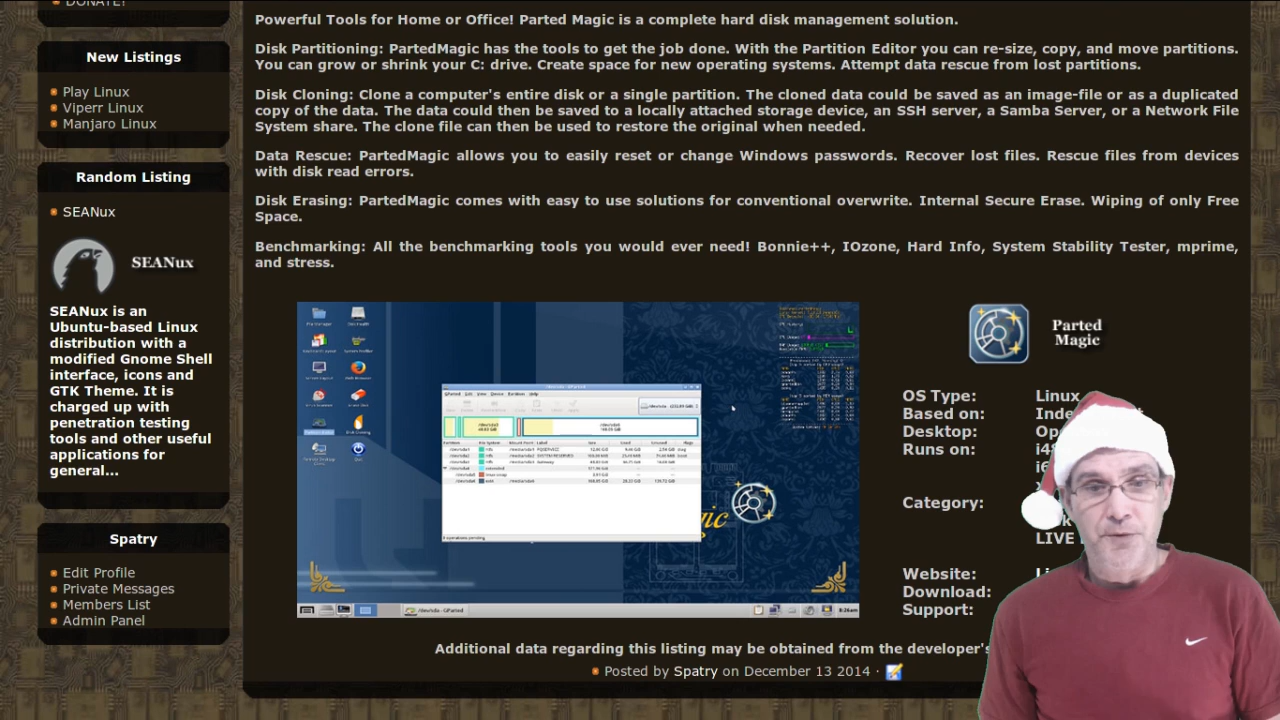 DONATE!
New Listings
Play Linux
Viperr Linux
Manjaro Linux
Random Listing
SEANux
SEANux
SEANux is an
Ubuntu-based Linux
distribution with a
modified Gnome Shell
interface, icons and
GTK Theme. It is
charged up with
penetration testing
tools and other useful
applications for
general...
Spatry
Edit Profile
Private Messages
Members List
Admin Panel
Powerful Tools for Home or Office! Parted Magic is a complete hard disk management solution.
Disk Partitioning: PartedMagic has the tools to get the job done. With the Partition Editor you can re-size, copy, and move partitions.
You can grow or shrink your C: drive. Create space for new operating systems. Attempt data rescue from lost partitions.
Disk Cloning: Clone a computer's entire disk or a single partition. The cloned data could be saved as an image-file or as a duplicated
copy of the data. The data could then be saved to a locally attached storage device, an SSH server, a Samba Server, or a Network File
System share. The clone file can then be used to restore the original when needed.
Data Rescue: PartedMagic allows you to easily reset or change Windows passwords. Recover lost files. Rescue files from devices
with disk read errors.
Disk Erasing: PartedMagic comes with easy to use solutions for conventional overwrite. Internal Secure Erase. Wiping of only Free
Space.
Benchmarking: All the benchmarking tools you would ever need! Bonnie++, IOzone, Hard Info, System Stability Tester, mprime,
and stress.
Parted
Magic
OS Type: Linux
Based on:
Desktop:
Runs on:
Category:
LIVE
Website:
Download:
Support:
8:26am
Additional data regarding this listing may be obtained from the developer's
Posted by Spatry on December 13 2014 ·